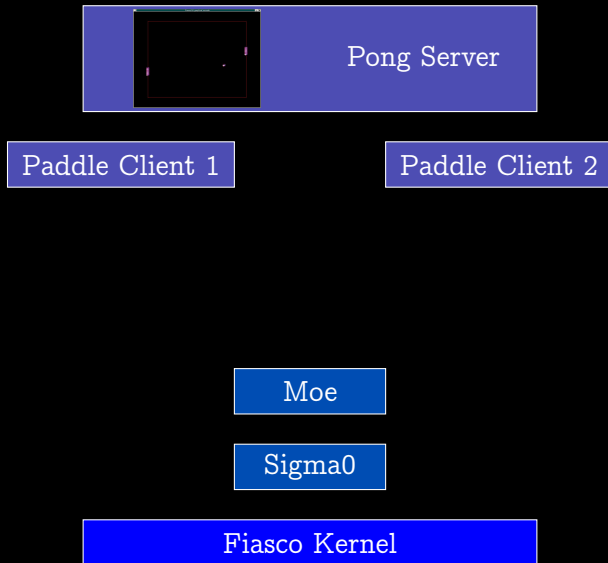 Pong Server
Paddle Client 1
Paddle Client 2
Moe
Sigma0
Fiasco Kernel